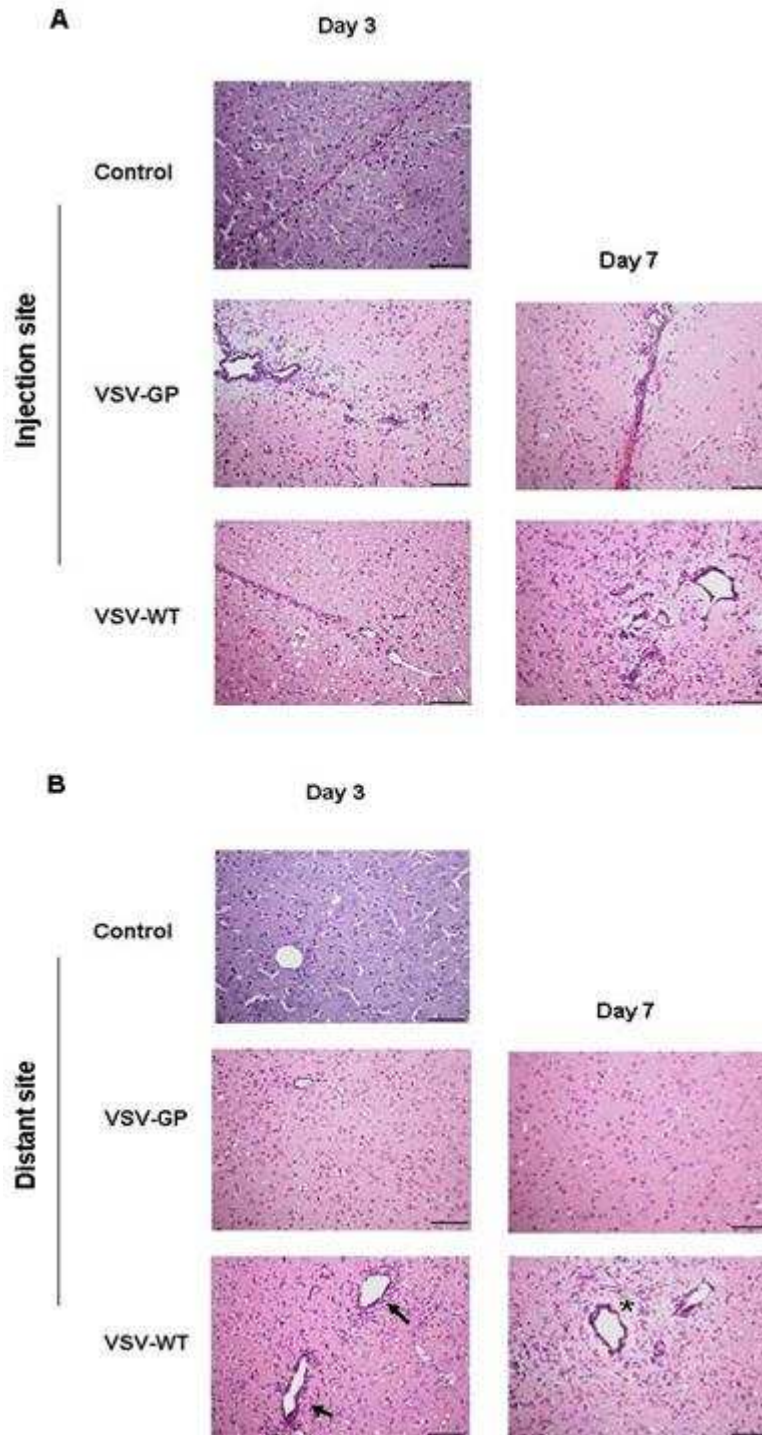 A
Day 3
Control
Day 7
Injection site
VSV-GP
VSV-WT
B
Day 3
Control
Day 7
Distant site
VSV-GP
VSV-WT
*